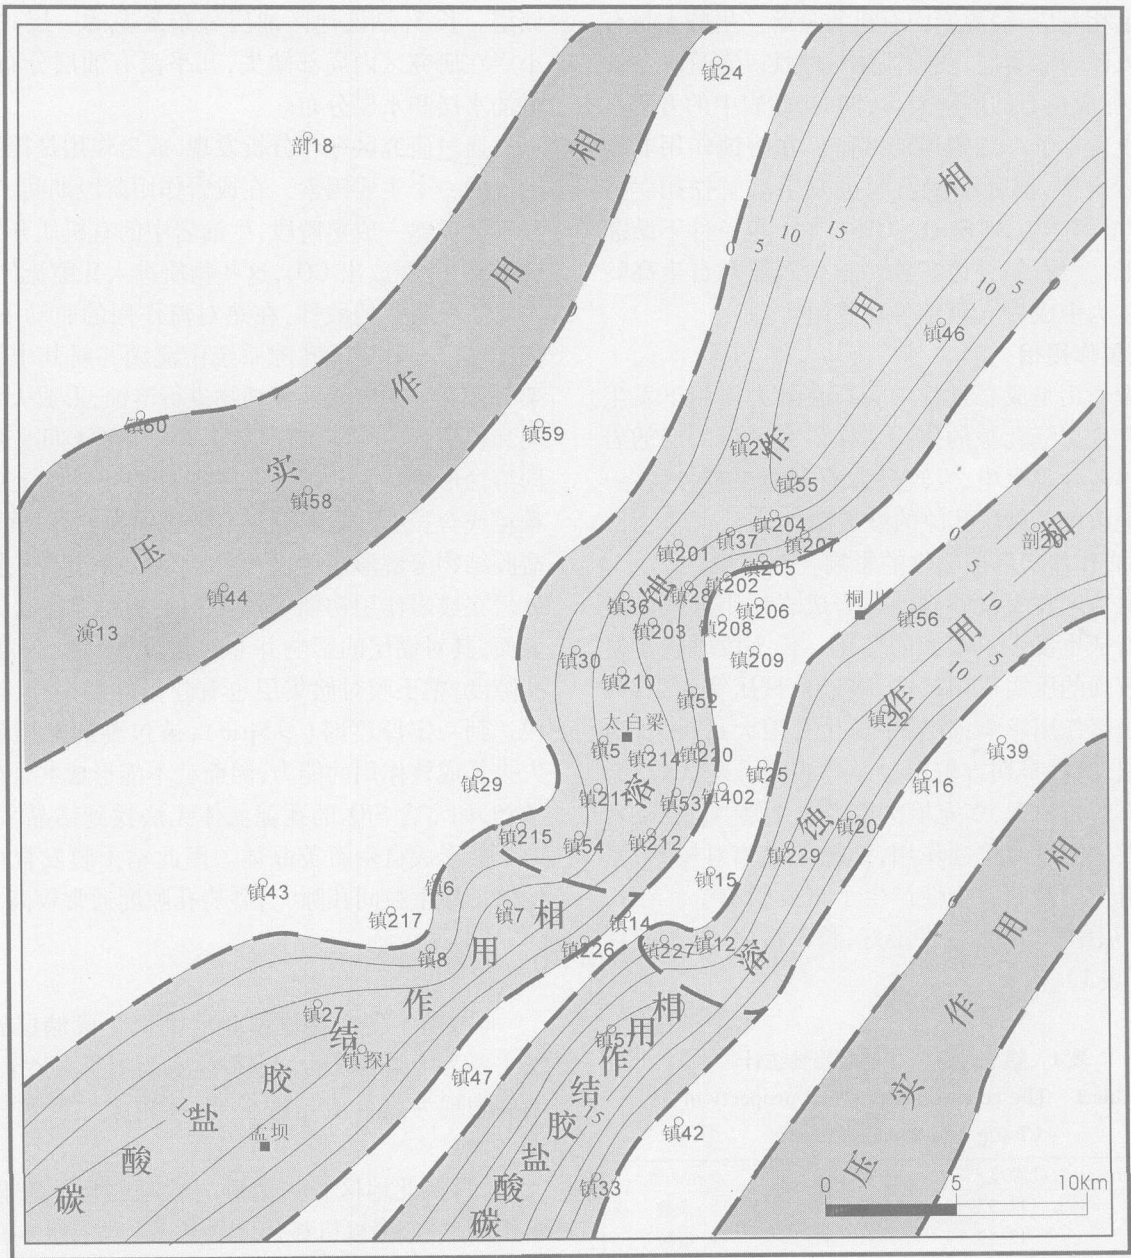 镇24
剖18
相
用
作
实
压
相
用
作
蚀
溶
0
5
10
15
10
5
0
0
镇46
镇60
镇59
镇23
镇58
镇55
镇204
镇37
镇207
镇201
镇205
镇202
镇28
镇44
镇36
镇206
演13
镇203
镇208
镇30
镇209
镇210
镇52
太白梁
镇5
镇214
镇220
镇29
镇211
镇53
镇402
镇25
镇215
镇54
镇212
桐川
镇56
剖20
0
5
10
10
5
0
相
用
作
蚀
溶
镇22
镇39
镇16
镇20
镇229
镇15
镇43
镇6
镇217
镇7
镇14
镇8
镇226
镇227
镇12
镇27
镇探1
镇57
镇47
镇42
镇33
相
用
作
结
胶
盐
酸
碳
15
孟坝
相
用
作
结
胶
盐
酸
碳
15
0
相
用
作
实
压
0
5
10Km